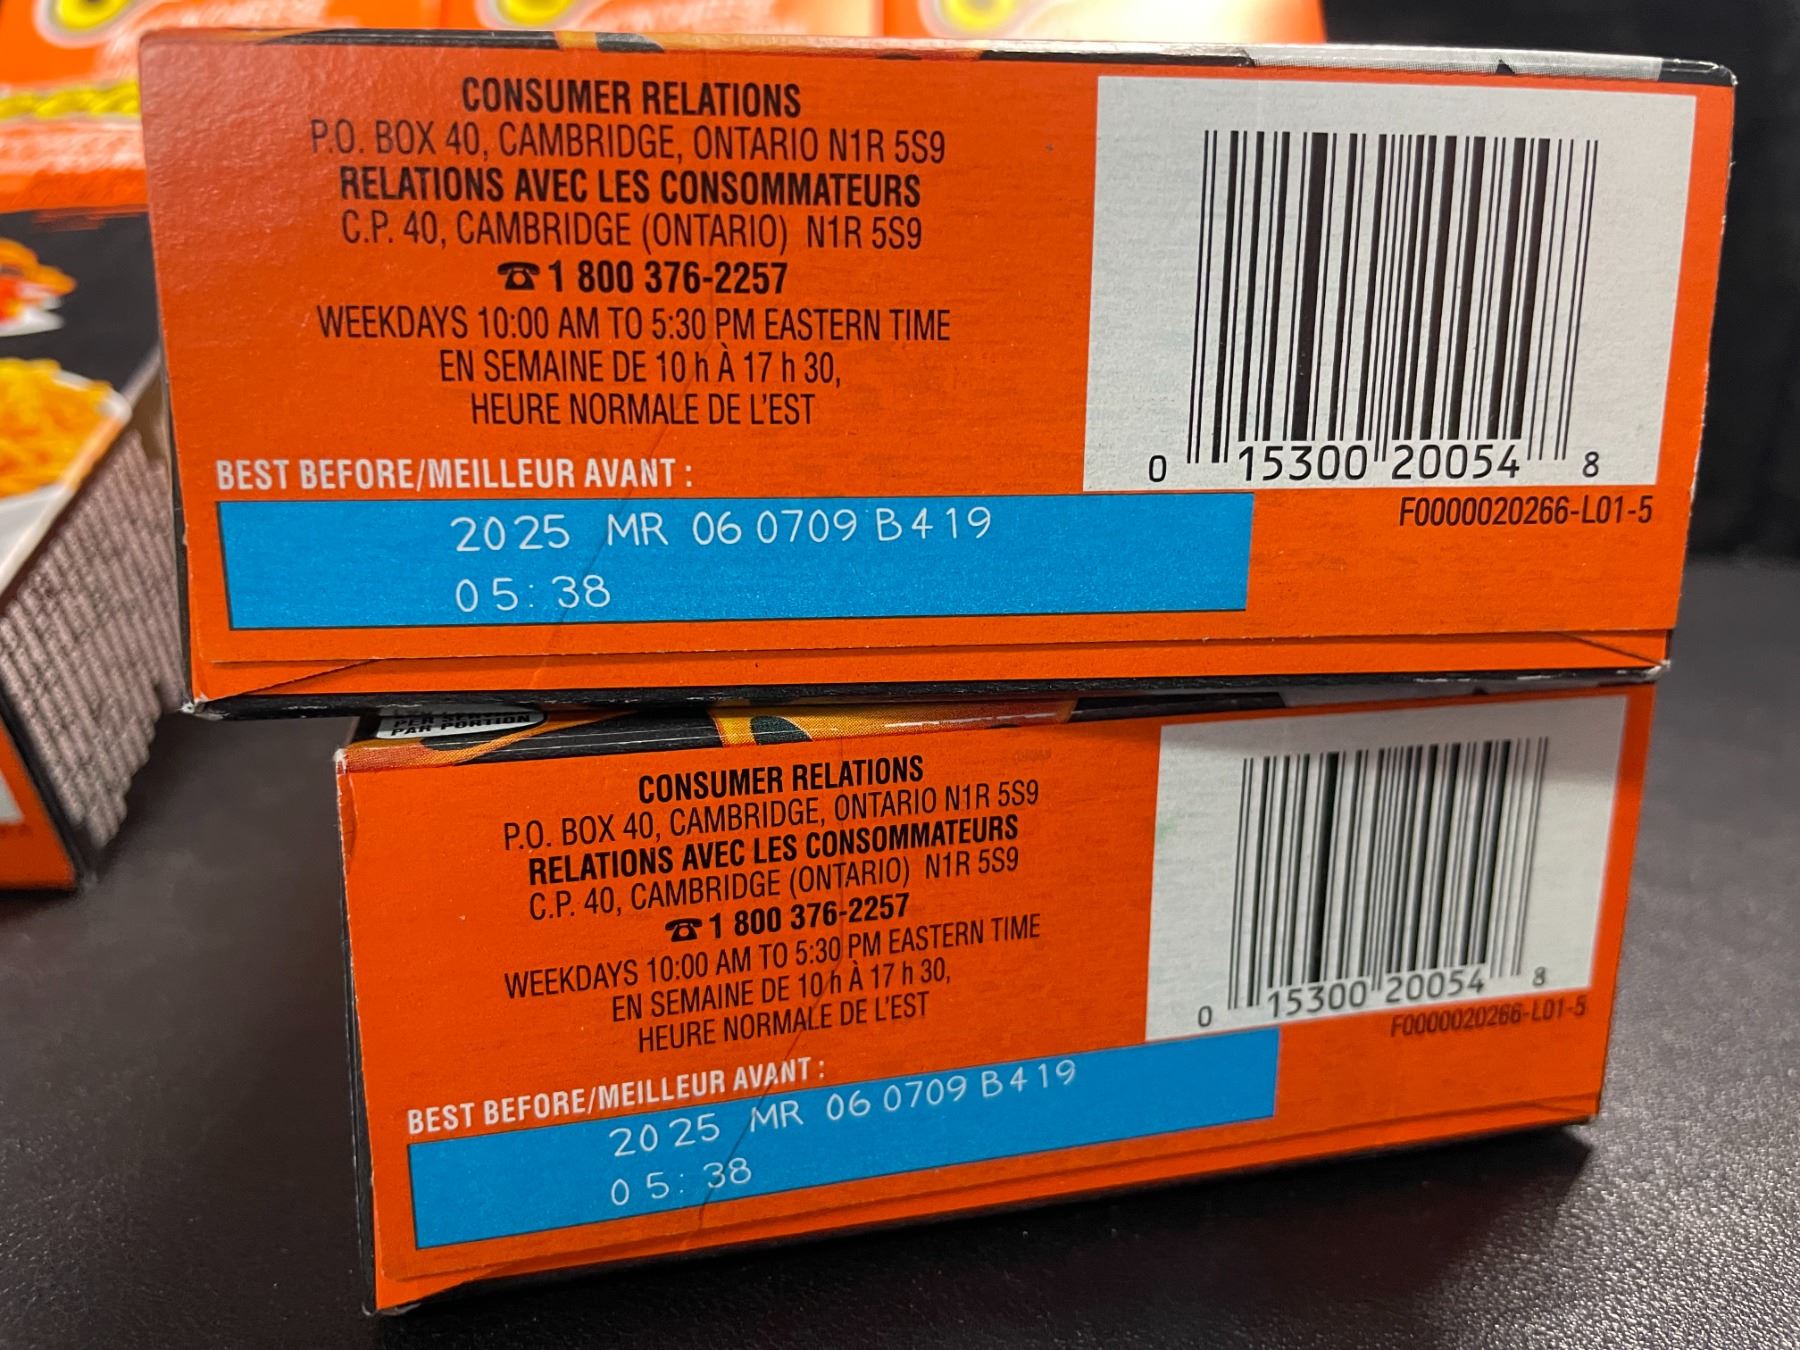 CONSUMER RELATIONS
P.O. BOX 40, CAMBRIDGE, ONTARIO N1R 5S9
RELATIONS AVEC LES CONSOMMATEURS
C.P. 40, CAMBRIDGE (ONTARIO) N1R 5S9
☎ 1 800 376-2257
WEEKDAYS 10:00 AM TO 5:30 PM EASTERN TIME
EN SEMAINE DE 10 h À 17 h 30,
HEURE NORMALE DE L'EST
BEST BEFORE/MEILLEUR AVANT :
2025 MR 06 0709 B419
05:38
0 15300 20054 8
F0000020266-L01-5
PAR PORTION
CONSUMER RELATIONS
P.O. BOX 40, CAMBRIDGE, ONTARIO N1R 5S9
RELATIONS AVEC LES CONSOMMATEURS
C.P. 40, CAMBRIDGE (ONTARIO) N1R 5S9
☎ 1 800 376-2257
WEEKDAYS 10:00 AM TO 5:30 PM EASTERN TIME
EN SEMAINE DE 10 h À 17 h 30,
HEURE NORMALE DE L'EST
BEST BEFORE/MEILLEUR AVANT :
2025 MR 06 0709 B419
05:38
0 15300 20054 8
F0000020266-L01-5